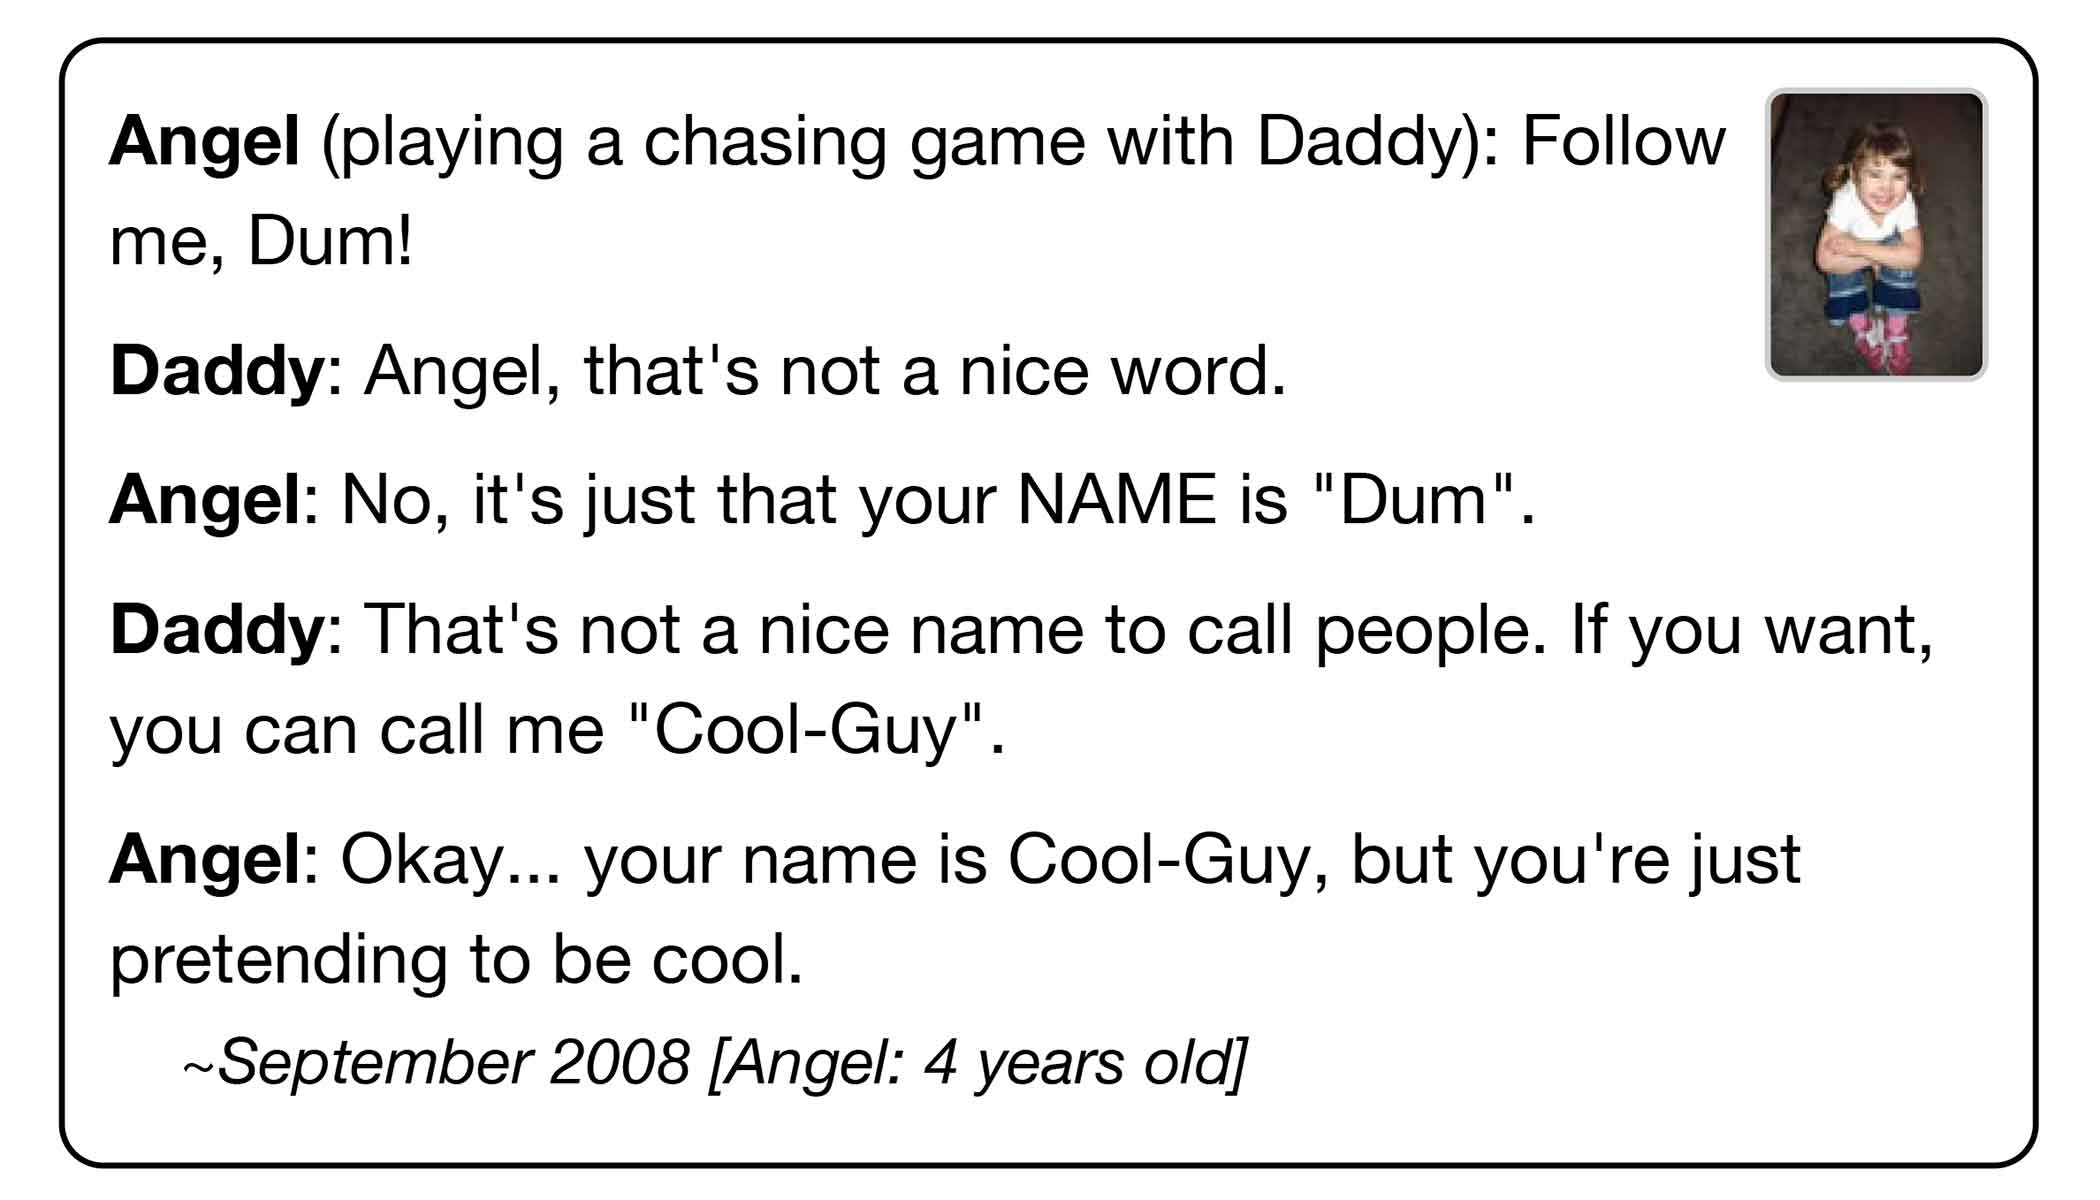 Angel (playing a chasing game with Daddy): Follow
me, Dum!
Daddy: Angel, that's not a nice word.
Angel: No, it's just that your NAME is "Dum".
Daddy: That's not a nice name to call people. If you want,
you can call me "Cool-Guy".
Angel: Okay... your name is Cool-Guy, but you're just
pretending to be cool.
~September 2008 [Angel: 4 years old]